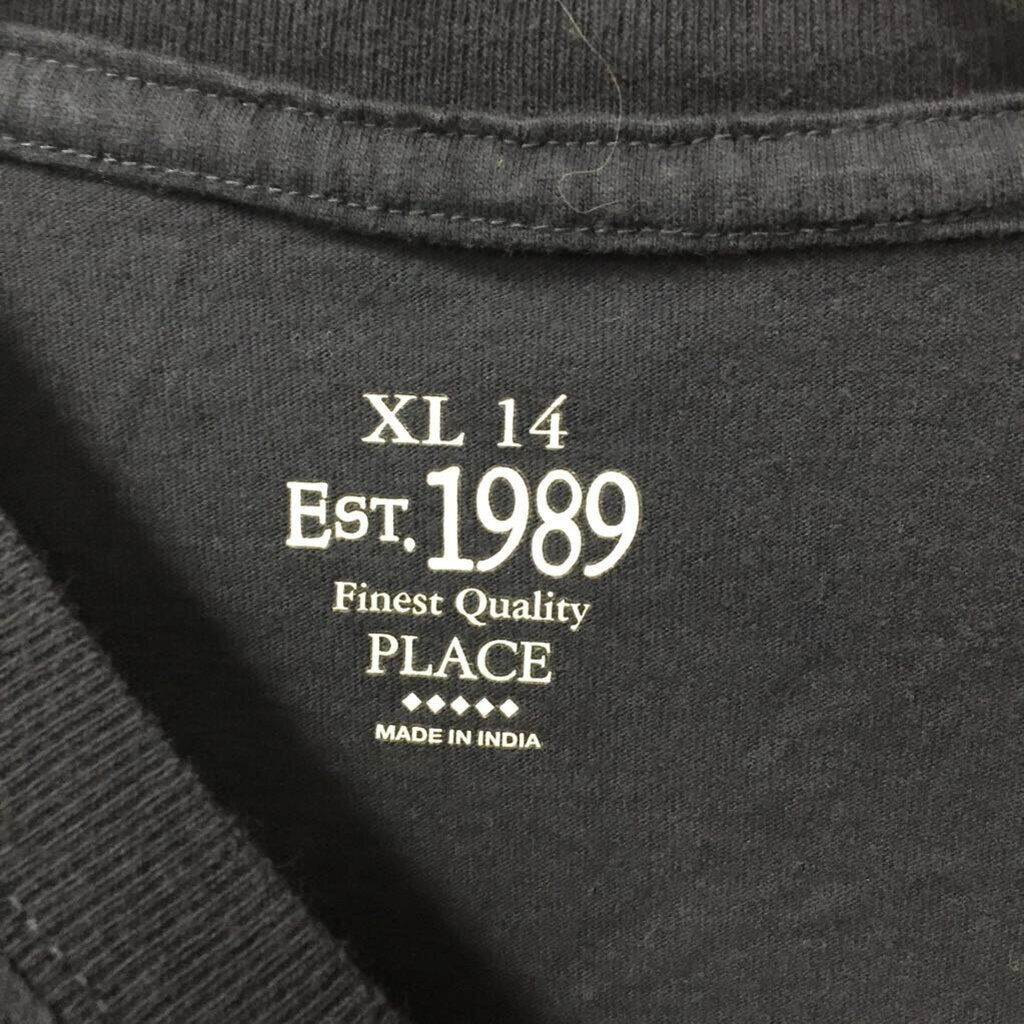 XL 14
EST. 1989
Finest Quality
PLACE
MADE IN INDIA